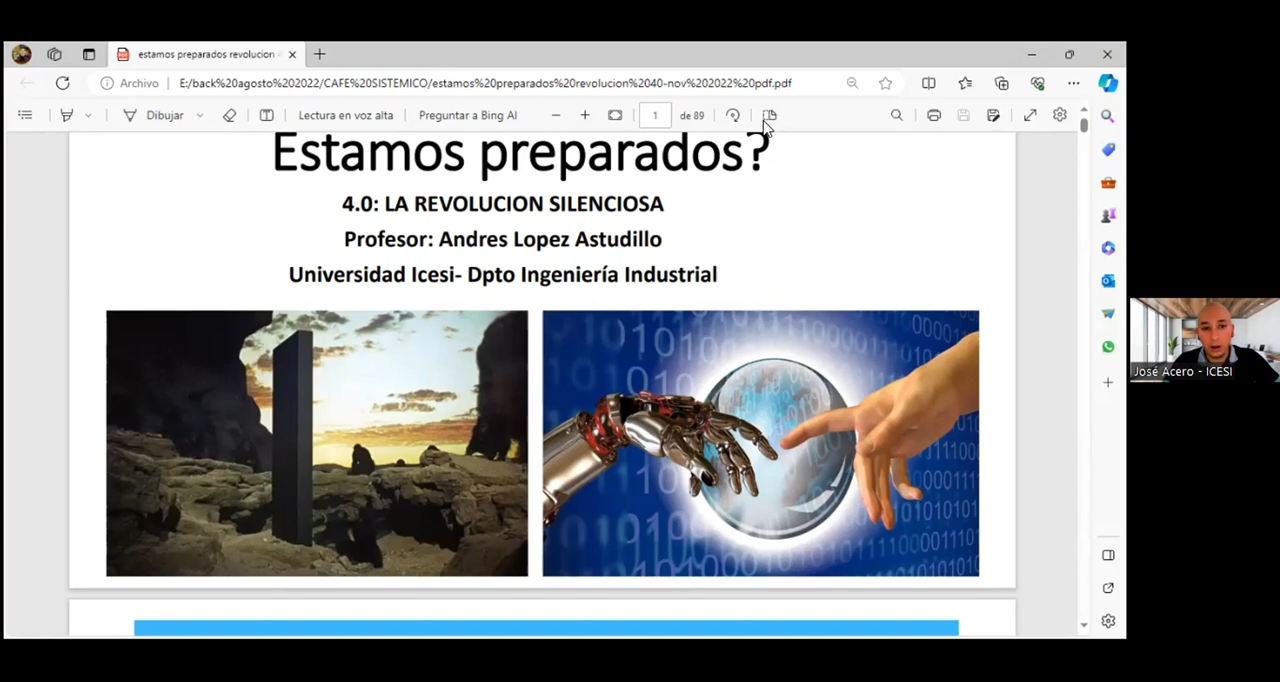 estamos preparados revolucion 4
Archivo
E:/back%20agosto%202022/CAFE%20SISTEMICO/estamos%20preparados%20revolucion%2040-nov%202022%20pdf.pdf
Dibujar
Lectura en voz alta
Preguntar a Bing AI
1
de 89
Estamos preparados?
4.0: LA REVOLUCION SILENCIOSA
Profesor: Andres Lopez Astudillo
Universidad Icesi- Dpto Ingeniería Industrial
José Acero - ICESI